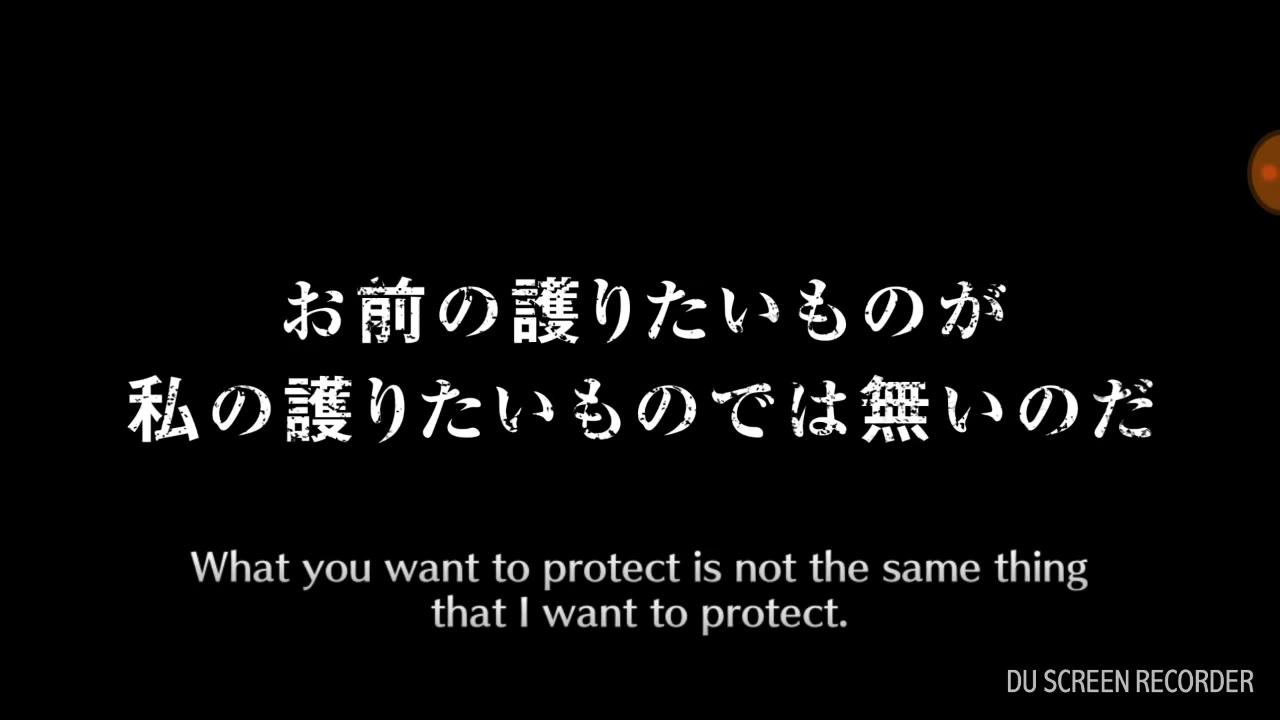 お前の護りたいものが
私の護りたいものでは無いのだ
What you want to protect is not the same thing
that I want to protect.
DU SCREEN RECORDER